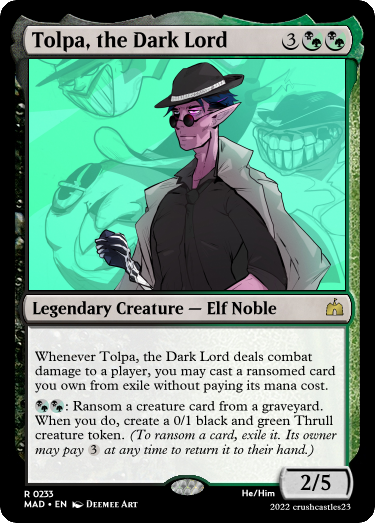 Tolpa, the Dark Lord 3
Legendary Creature — Elf Noble
Whenever Tolpa, the Dark Lord deals combat
damage to a player, you may cast a ransomed card
you own from exile without paying its mana cost.
: Ransom a creature card from a graveyard.
When you do, create a 0/1 black and green Thrull
creature token. (To ransom a card, exile it. Its owner
may pay 3 at any time to return it to their hand.)
2/5
R 0233
MAD • EN Deemee Art
He/Him
2022 crushcastles23